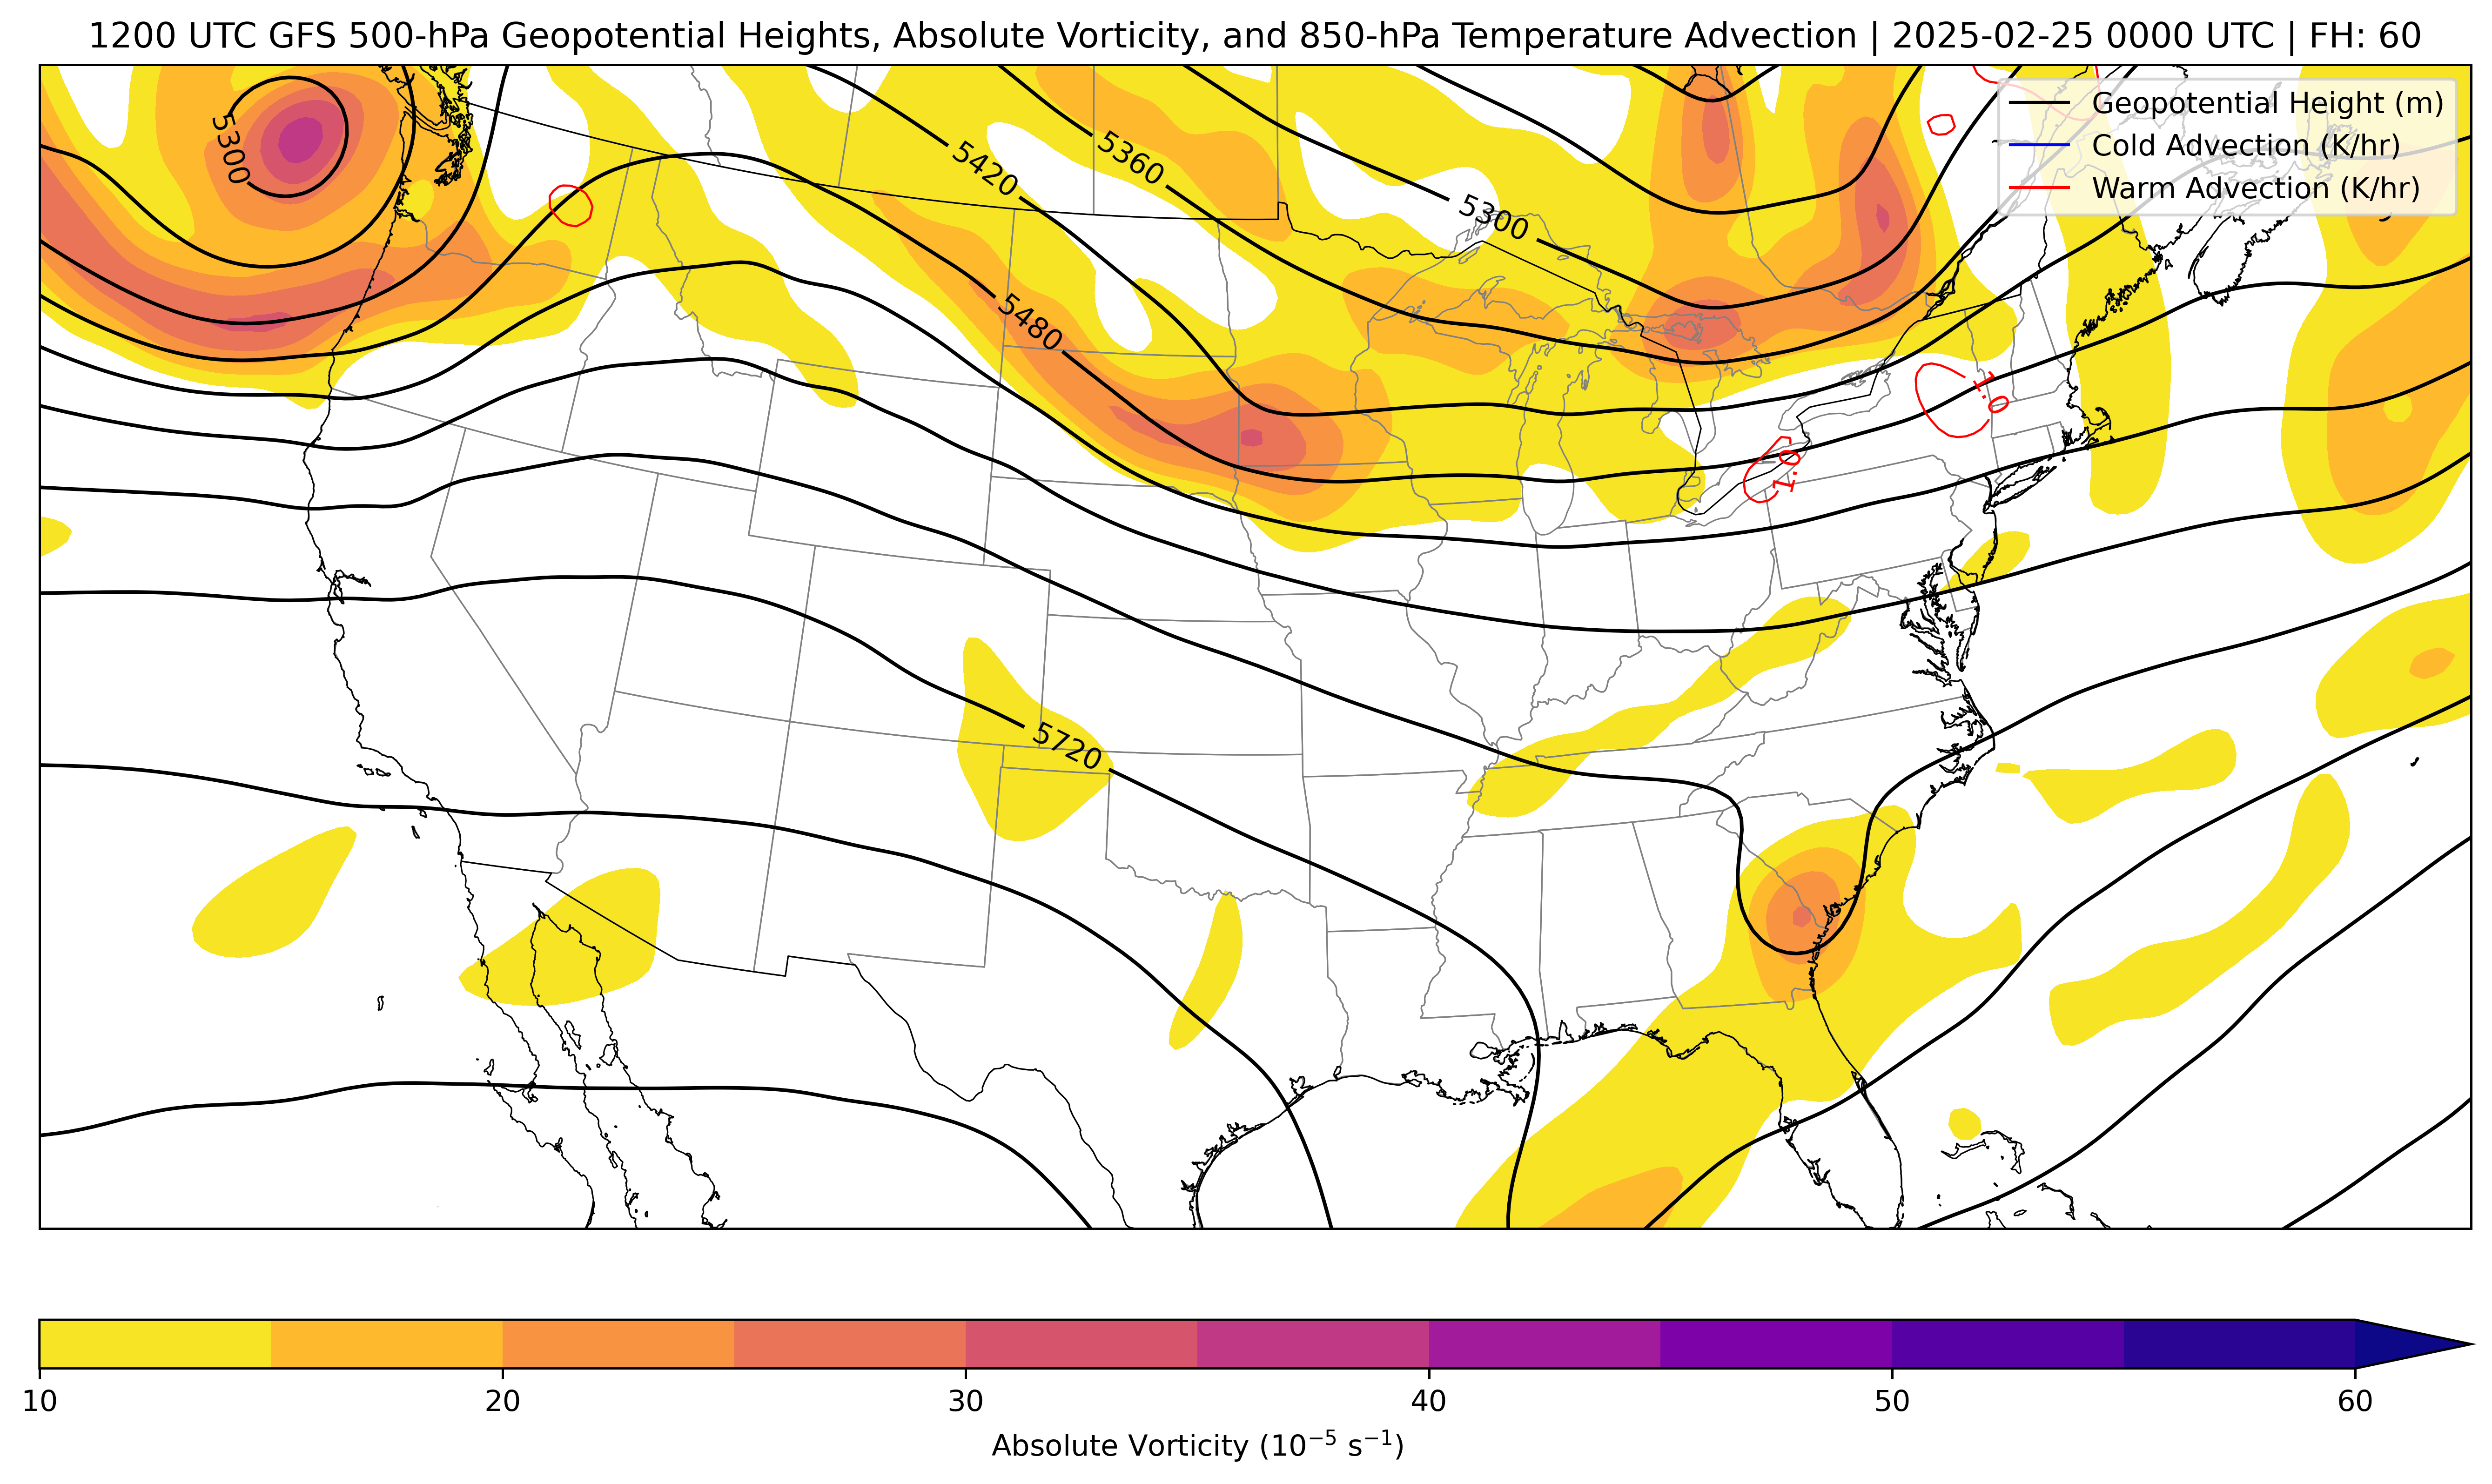 1200 UTC GFS 500-hPa Geopotential Heights, Absolute Vorticity, and 850-hPa Temperature Advection | 2025-02-25 0000 UTC | FH: 60
Geopotential Height (m)
Cold Advection (K/hr)
Warm Advection (K/hr)
5300
5420
5360
5300
5480
1.0
1.0
5720
10 20 30 40 50 60
Absolute Vorticity (10⁻⁵ s⁻¹)